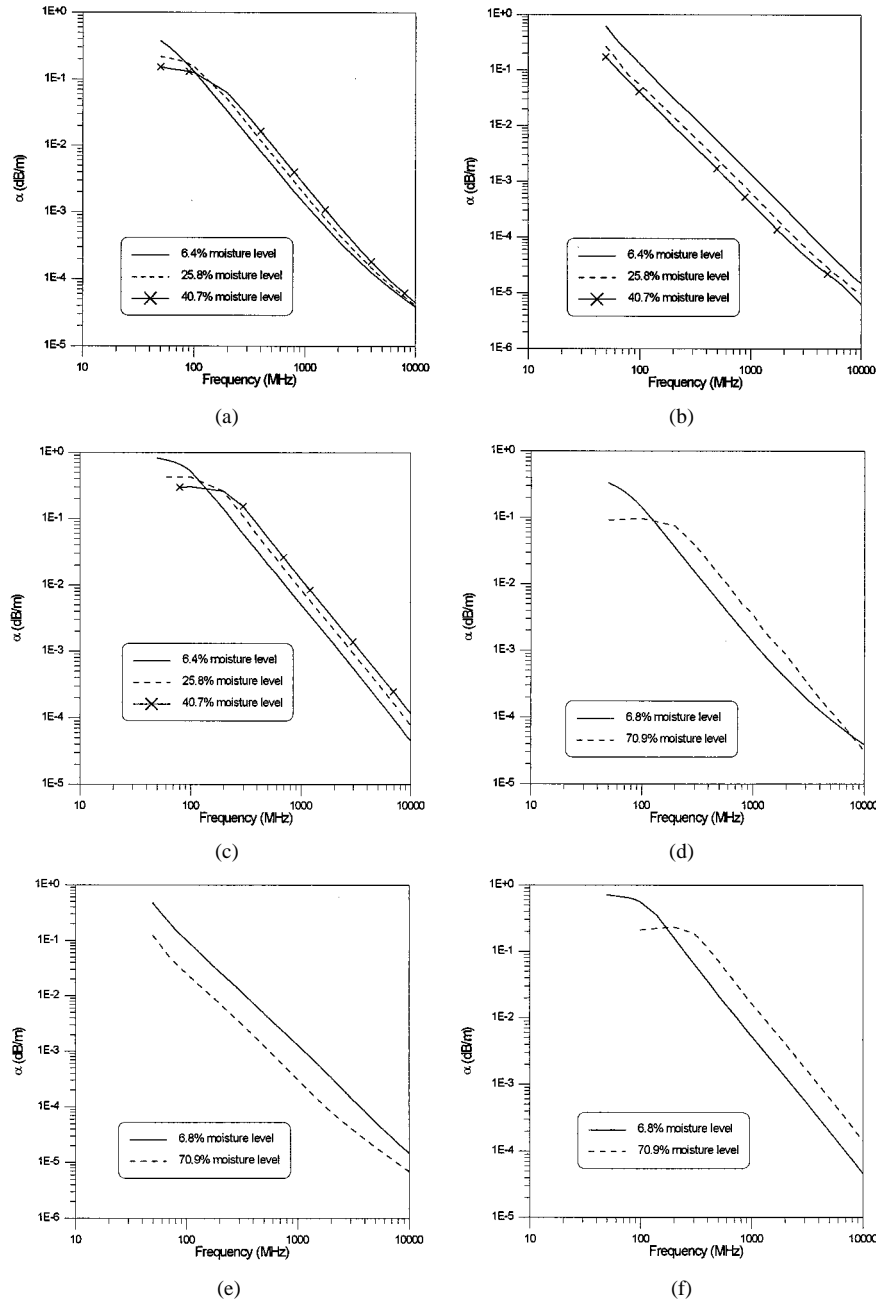 1E+0
1E-1
1E-2
1E-3
1E-4
1E-5
α (dB/m)
6.4% moisture level
25.8% moisture level
40.7% moisture level
10 100 1000 10000
Frequency (MHz)
(a)
1E+0
1E-1
1E-2
1E-3
1E-4
1E-5
1E-6
α (dB/m)
6.4% moisture level
25.8% moisture level
40.7% moisture level
10 100 1000 10000
Frequency (MHz)
(b)
1E+0
1E-1
1E-2
1E-3
1E-4
1E-5
α (dB/m)
6.4% moisture level
25.8% moisture level
40.7% moisture level
10 100 1000 10000
Frequency (MHz)
(c)
1E+0
1E-1
1E-2
1E-3
1E-4
1E-5
α (dB/m)
6.8% moisture level
70.9% moisture level
10 100 1000 10000
Frequency (MHz)
(d)
1E+0
1E-1
1E-2
1E-3
1E-4
1E-5
1E-6
α (dB/m)
6.8% moisture level
70.9% moisture level
10 100 1000 10000
Frequency (MHz)
(e)
1E+0
1E-1
1E-2
1E-3
1E-4
1E-5
α (dB/m)
6.8% moisture level
70.9% moisture level
10 100 1000 10000
Frequency (MHz)
(f)